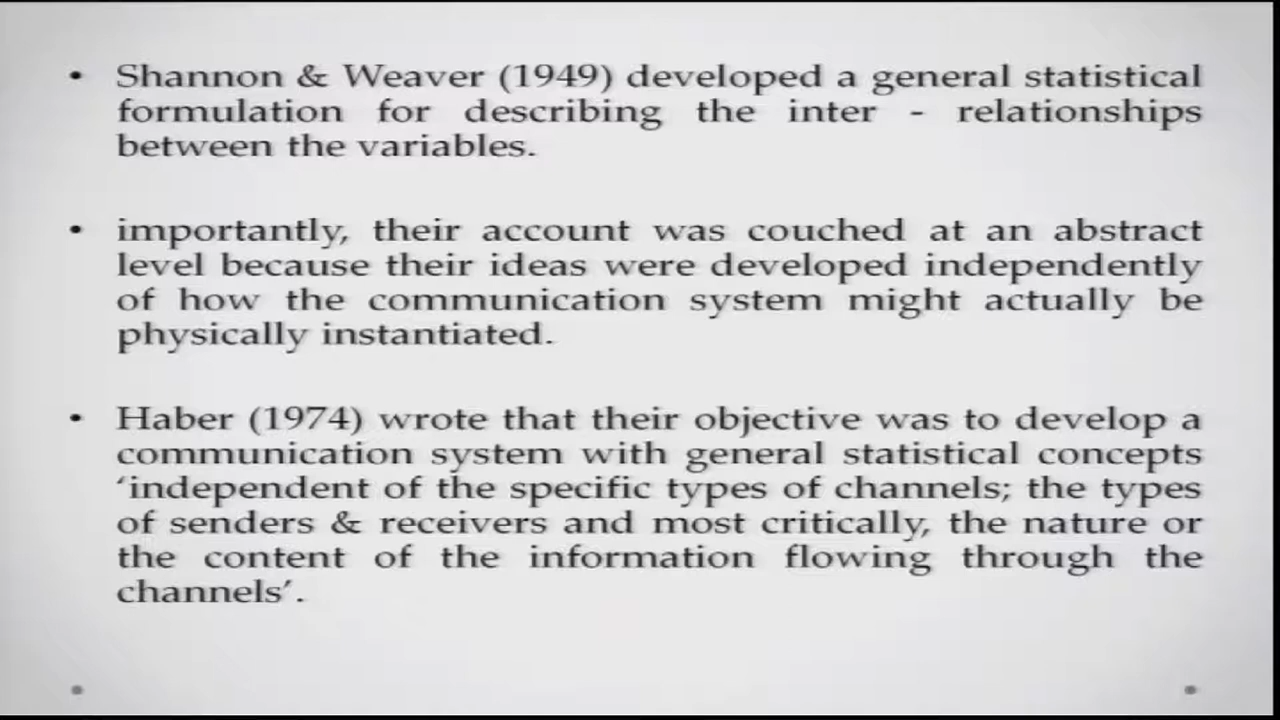 • Shannon & Weaver (1949) developed a general statistical
formulation for describing the inter - relationships
between the variables.
• importantly, their account was couched at an abstract
level because their ideas were developed independently
of how the communication system might actually be
physically instantiated.
• Haber (1974) wrote that their objective was to develop a
communication system with general statistical concepts
‘independent of the specific types of channels; the types
of senders & receivers and most critically, the nature or
the content of the information flowing through the
channels’.